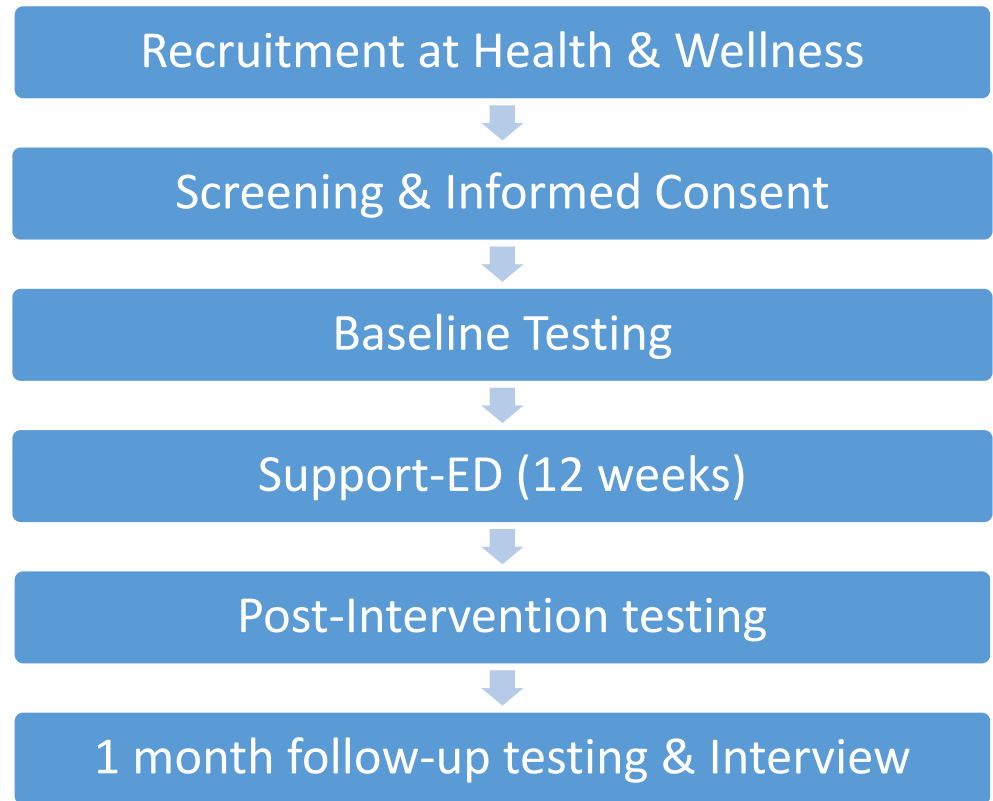 Recruitment at Health & Wellness
Screening & Informed Consent
Baseline Testing
Support-ED (12 weeks)
Post-Intervention testing
1 month follow-up testing & Interview